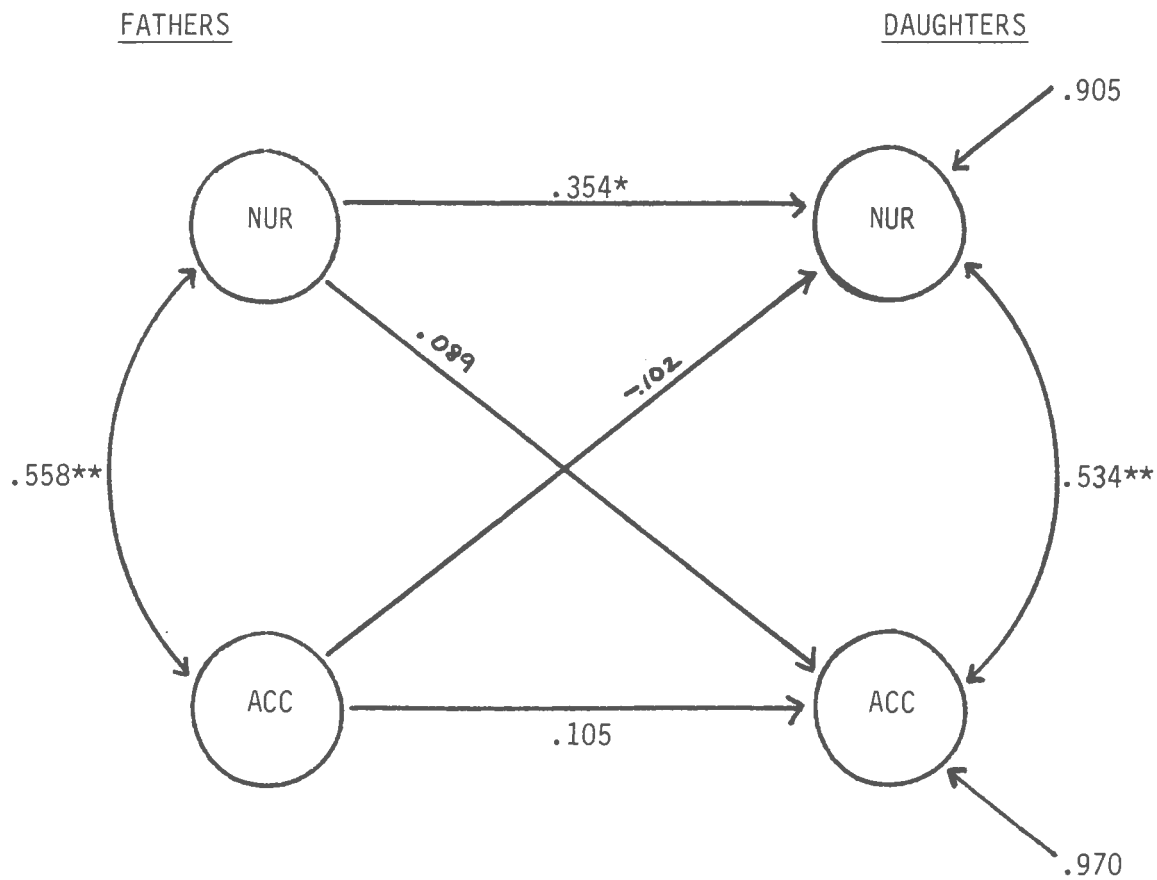 FATHERS
DAUGHTERS
.905
.354*
NUR
NUR
.089
-.102
.558**
.534**
ACC
ACC
.105
.970